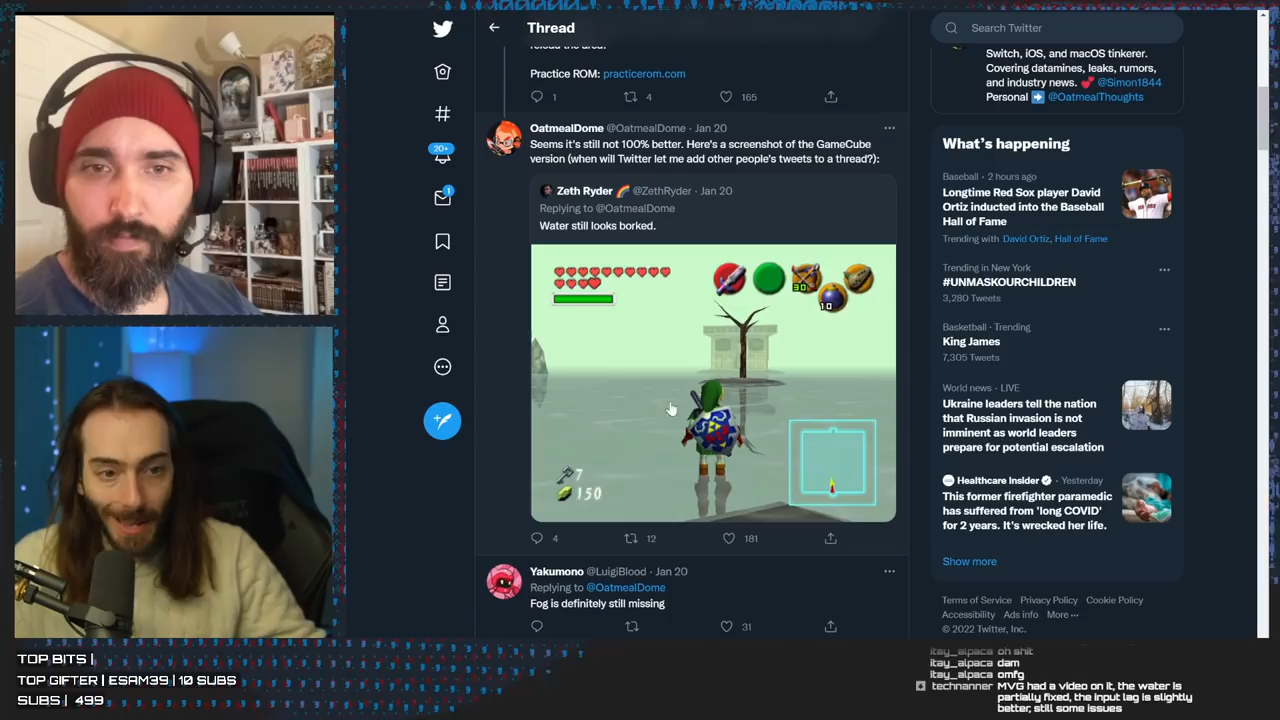 Thread
Practice ROM: practicerom.com
1
4
165
OatmealDome @OatmealDome · Jan 20
Seems it's still not 100% better. Here's a screenshot of the GameCube
version (when will Twitter let me add other people's tweets to a thread?):
Zeth Ryder 🌈 @ZethRyder · Jan 20
Replying to @OatmealDome
Water still looks borked.
30
10
7
150
4
12
181
Yakumono @LuigiBlood · Jan 20
Replying to @OatmealDome
Fog is definitely still missing
31
20+
1
Search Twitter
Switch, iOS, and macOS tinkerer.
Covering datamines, leaks, rumors,
and industry news. 💕 @Simon1844
Personal ➡️ @OatmealThoughts
What's happening
Baseball · 2 hours ago
Longtime Red Sox player David
Ortiz inducted into the Baseball
Hall of Fame
Trending with David Ortiz, Hall of Fame
Trending in New York
#UNMASKOURCHILDREN
3,280 Tweets
Basketball · Trending
King James
7,305 Tweets
World news · LIVE
Ukraine leaders tell the nation
that Russian invasion is not
imminent as world leaders
prepare for potential escalation
Healthcare Insider · Yesterday
This former firefighter paramedic
has suffered from 'long COVID'
for 2 years. It's wrecked her life.
Show more
Terms of Service Privacy Policy Cookie Policy
Accessibility Ads info More ···
© 2022 Twitter, Inc.
TOP BITS |
TOP GIFTER | ESAM39 | 10 SUBS
SUBS | 499
itay_alpaca oh shit
itay_alpaca dam
itay_alpaca omfg
technanner MVG had a video on it, the water is
partially fixed, the input lag is slightly
better, still some issues